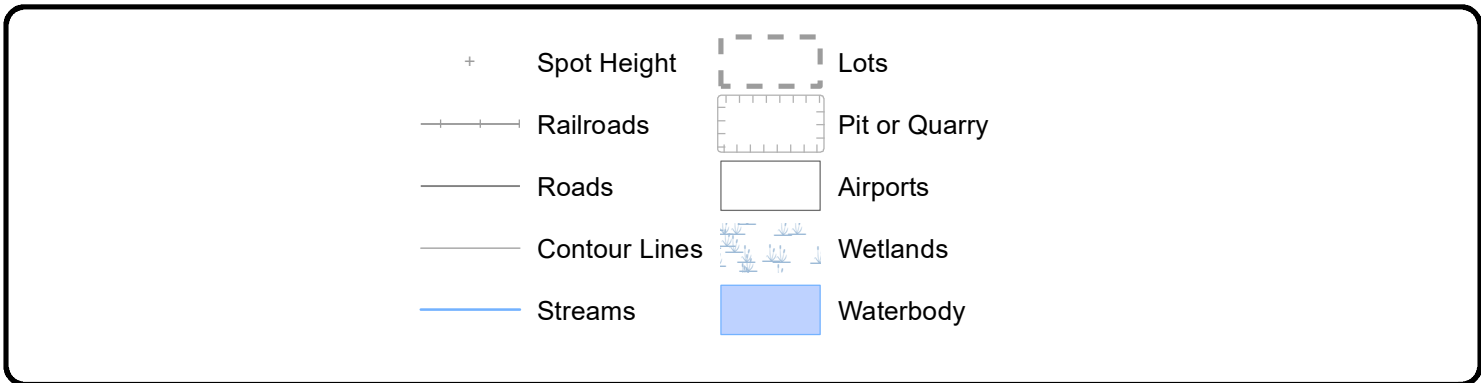 Spot Height
Railroads
Roads
Contour Lines
Streams
Lots
Pit or Quarry
Airports
Wetlands
Waterbody